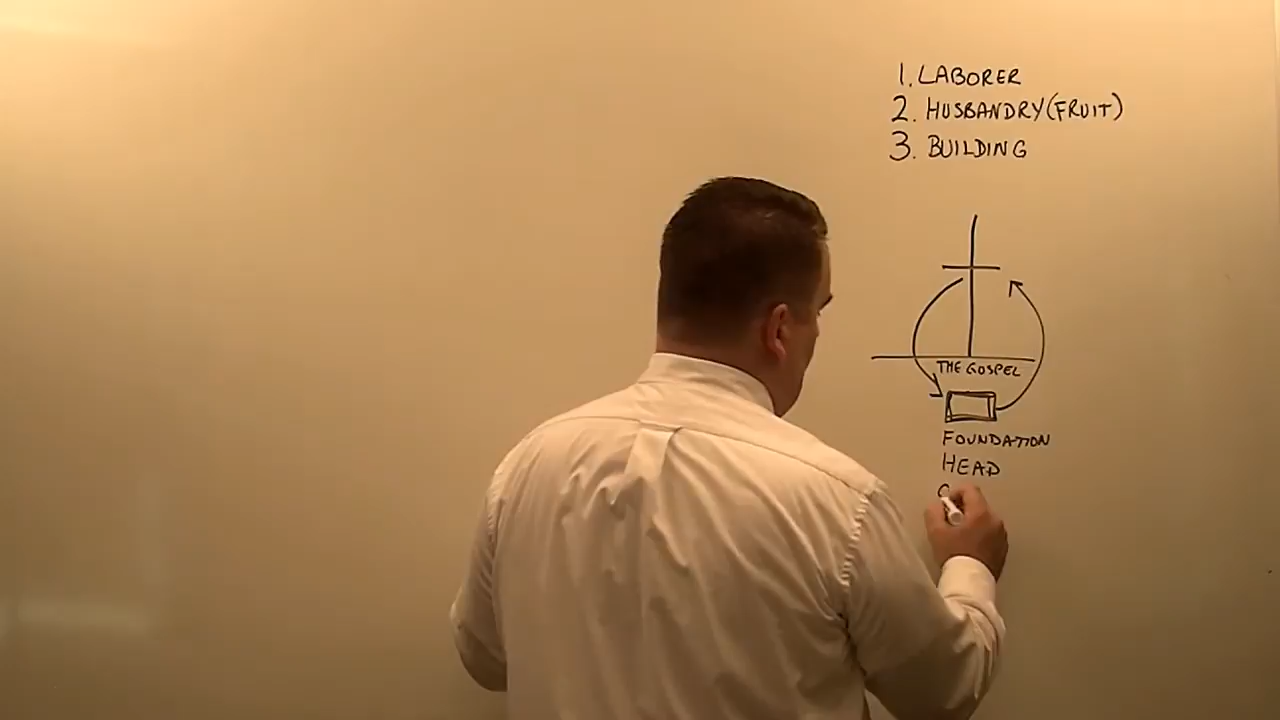 1. LABORER
2. HUSBANDRY (FRUIT)
3. BUILDING
THE GOSPEL
FOUNDATION
HEAD